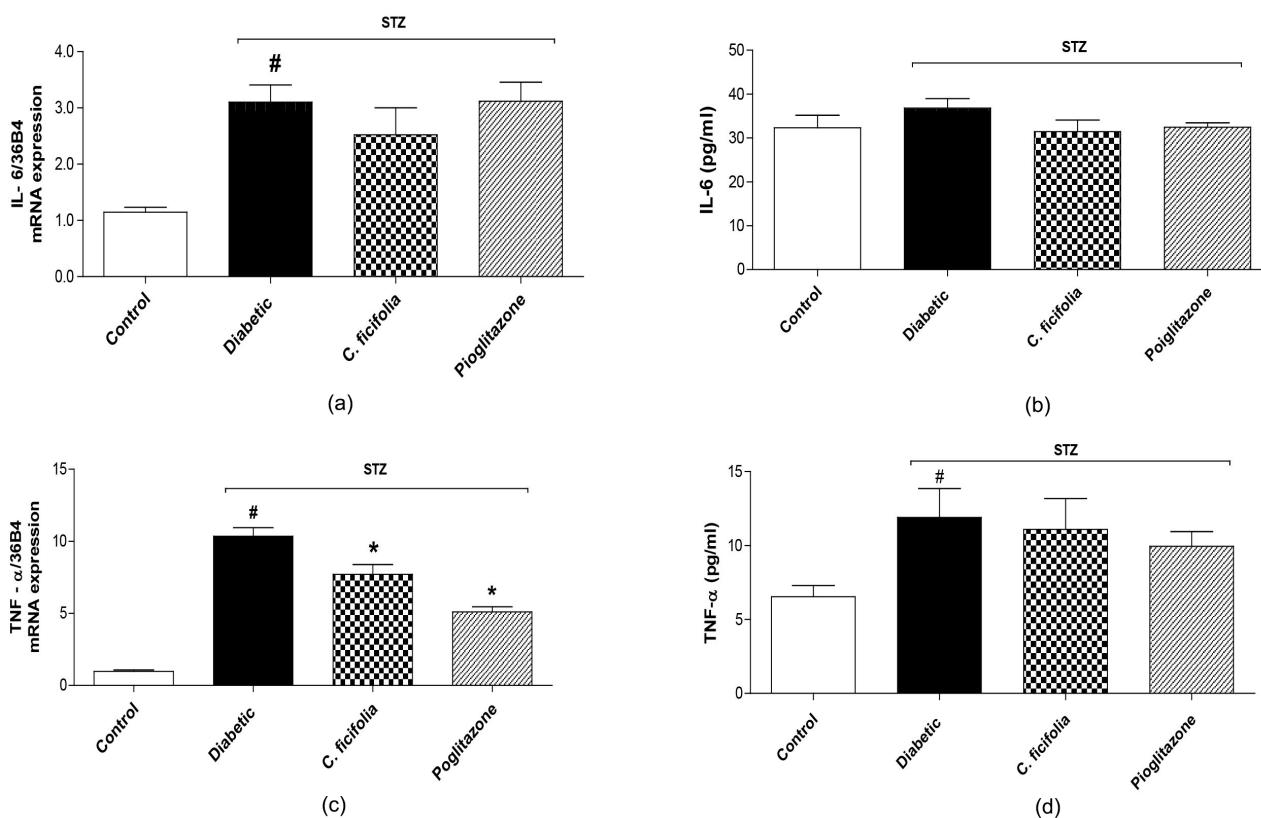 STZ
4.0
#
3.0
2.0
1.0
0.0
IL- 6/36B4
mRNA expression
Control
Diabetic
C. ficifolia
Pioglitazone
(a)
STZ
50
40
30
20
10
0
IL-6 (pg/ml)
Control
Diabetic
C. ficifolia
Poiglitazone
(b)
STZ
15
#
10
*
*
5
0
TNF - α/36B4
mRNA expression
Control
Diabetic
C. ficifolia
Poglitazone
(c)
STZ
15
#
10
5
0
TNF-α (pg/ml)
Control
Diabetic
C. ficifolia
Pioglitazone
(d)